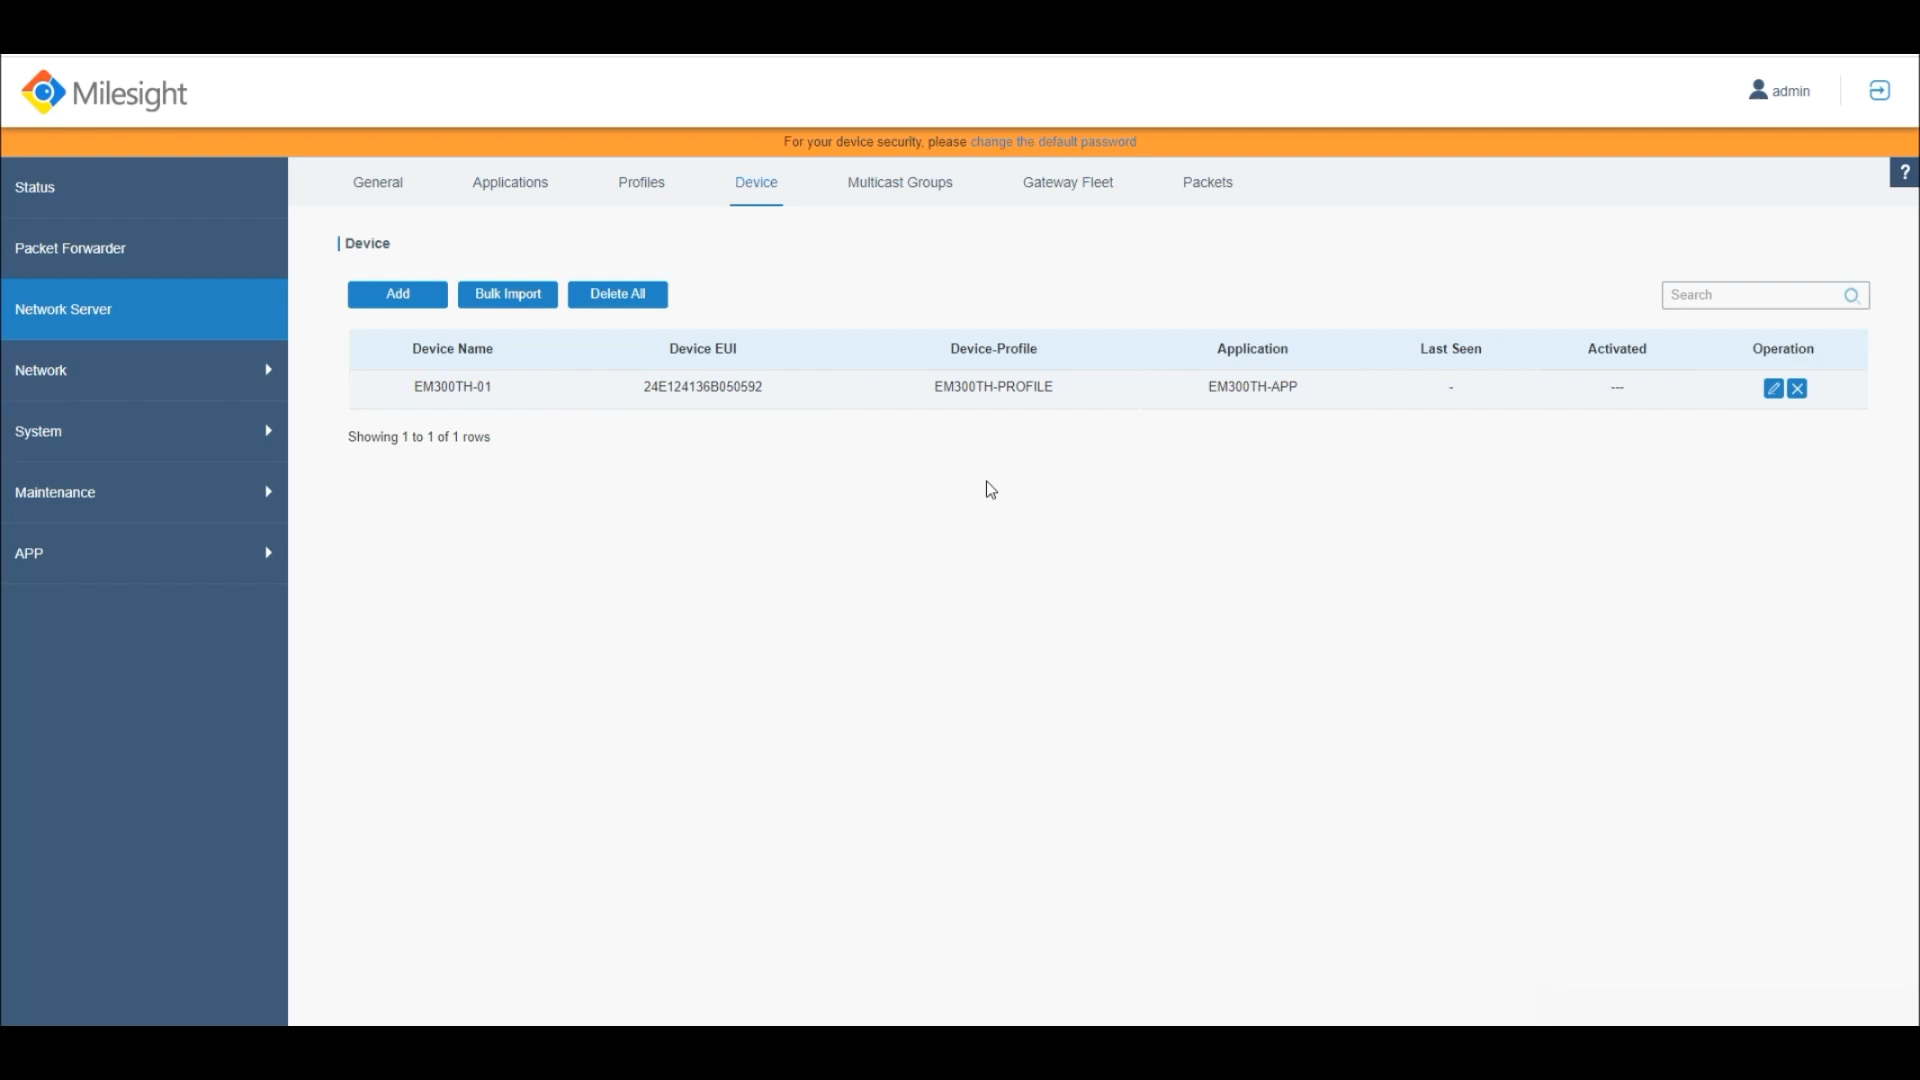 Milesight
admin
For your device security, please change the default password
?
Status
Packet Forwarder
Network Server
Network
System
Maintenance
APP
General Applications Profiles Device Multicast Groups Gateway Fleet Packets
Device
Add Bulk Import Delete All Search
Device Name Device EUI Device-Profile Application Last Seen Activated Operation
EM300TH-01 24E124136B050592 EM300TH-PROFILE EM300TH-APP - ---
Showing 1 to 1 of 1 rows